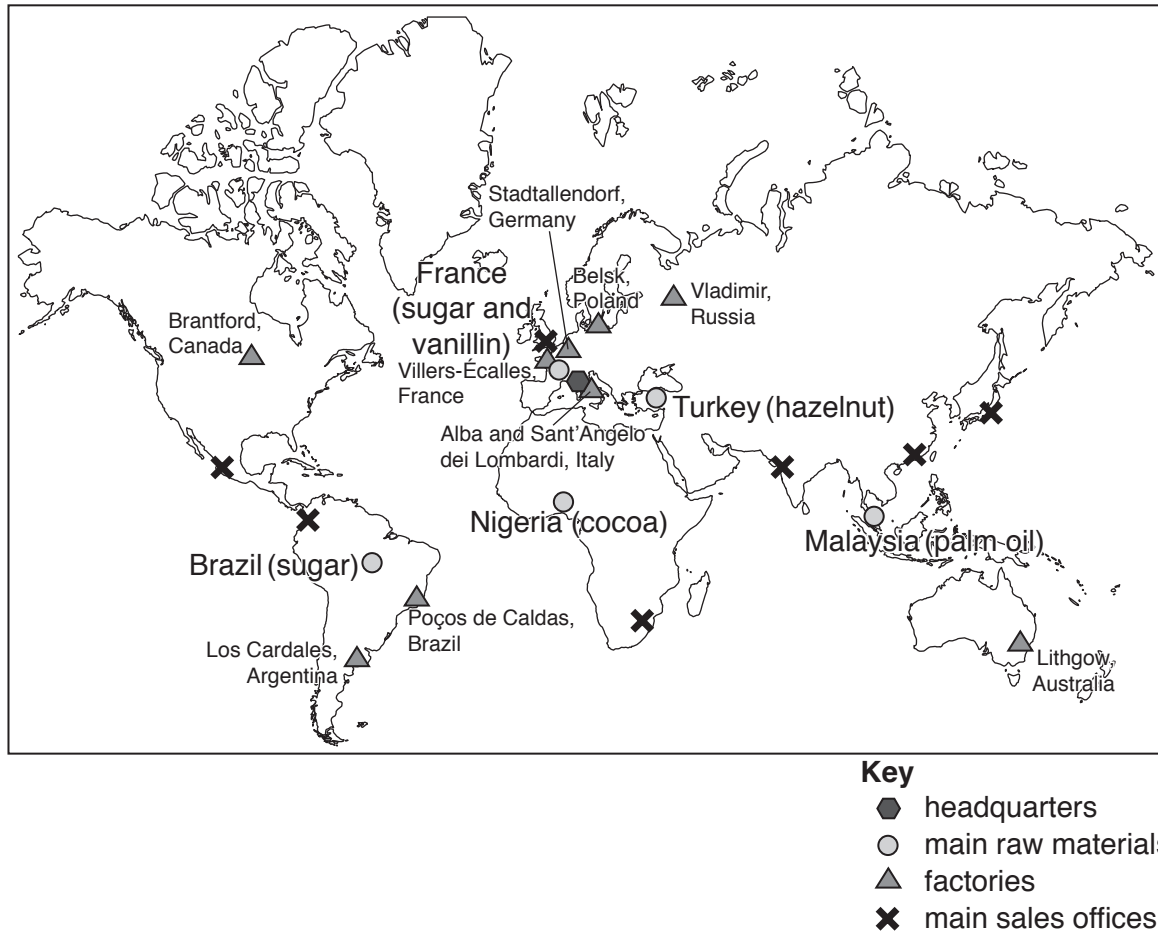 Stadtallendorf,
Germany
France
(sugar and
vanillin)
Belsk,
Poland
Vladimir,
Russia
Brantford,
Canada
Villers-Écalles,
France
Turkey (hazelnut)
Alba and Sant'Angelo
dei Lombardi, Italy
Nigeria (cocoa)
Malaysia (palm oil)
Brazil (sugar)
Poços de Caldas,
Brazil
Los Cardales,
Argentina
Lithgow,
Australia
Key
headquarters
main raw materials
factories
main sales offices